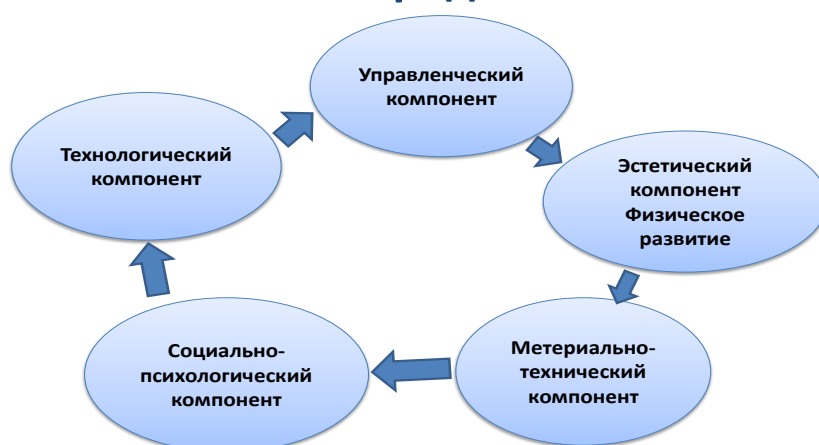 Управленческий
компонент
Эстетический
компонент
Физическое
развитие
Метериально-
технический
компонент
Социально-
психологический
компонент
Технологический
компонент